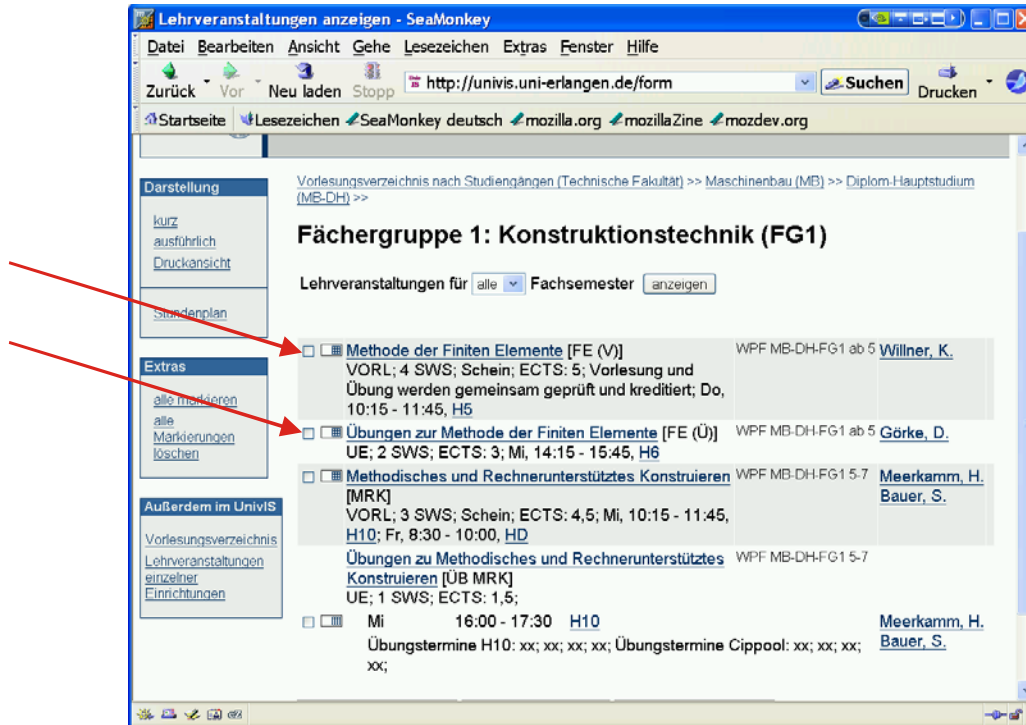 Lehrveranstaltungen anzeigen - SeaMonkey
Datei Bearbeiten Ansicht Gehe Lesezeichen Extras Fenster Hilfe
Zurück Vor Neu laden Stopp http://univis.uni-erlangen.de/form Suchen Drucken
Startseite Lesezeichen SeaMonkey deutsch mozilla.org mozillaZine mozdev.org
Darstellung
kurz
ausführlich
Druckansicht
Stundenplan
Extras
alle markieren
alle
Markierungen
löschen
Außerdem im UnivIS
Vorlesungsverzeichnis
Lehrveranstaltungen
einzelner
Einrichtungen
Vorlesungsverzeichnis nach Studiengängen (Technische Fakultät) >> Maschinenbau (MB) >> Diplom-Hauptstudium
(MB-DH) >>
Fächergruppe 1: Konstruktionstechnik (FG1)
Lehrveranstaltungen für alle Fachsemester anzeigen
Methode der Finiten Elemente [FE (V)] WPF MB-DH-FG1 ab 5 Willner, K.
VORL; 4 SWS; Schein; ECTS: 5; Vorlesung und
Übung werden gemeinsam geprüft und kreditiert; Do,
10:15 - 11:45, H5
Übungen zur Methode der Finiten Elemente [FE (Ü)] WPF MB-DH-FG1 ab 5 Görke, D.
UE; 2 SWS; ECTS: 3; Mi, 14:15 - 15:45, H6
Methodisches und Rechnerunterstütztes Konstruieren WPF MB-DH-FG1 5-7 Meerkamm, H.
[MRK] Bauer, S.
VORL; 3 SWS; Schein; ECTS: 4,5; Mi, 10:15 - 11:45,
H10; Fr, 8:30 - 10:00, HD
Übungen zu Methodisches und Rechnerunterstütztes WPF MB-DH-FG1 5-7
Konstruieren [ÜB MRK]
UE; 1 SWS; ECTS: 1,5;
Mi 16:00 - 17:30 H10 Meerkamm, H.
Übungstermine H10: xx; xx; xx; xx; Übungstermine Cippool: xx; xx; xx; Bauer, S.
xx;